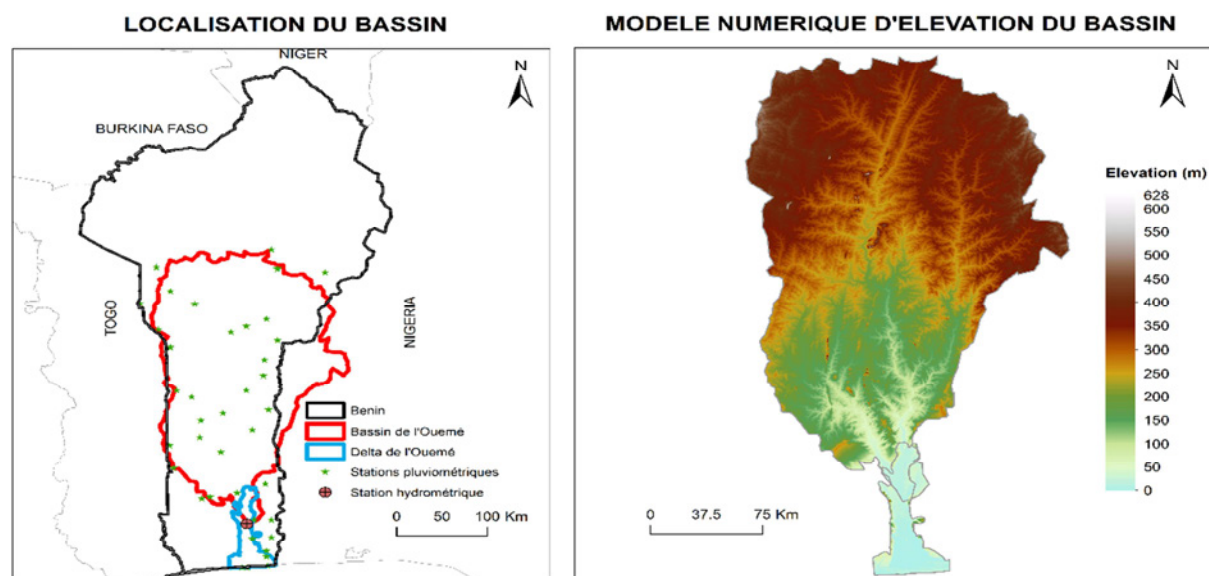 LOCALISATION DU BASSIN
NIGER
N
BURKINA FASO
TOGO
NIGERIA
Benin
Bassin de l'Ouemé
Delta de l'Ouemé
Stations pluviométriques
Station hydrométrique
0 50 100 Km
MODELE NUMERIQUE D'ELEVATION DU BASSIN
N
Elevation (m)
628
600
550
500
450
400
350
300
250
200
150
100
50
0
0 37.5 75 Km